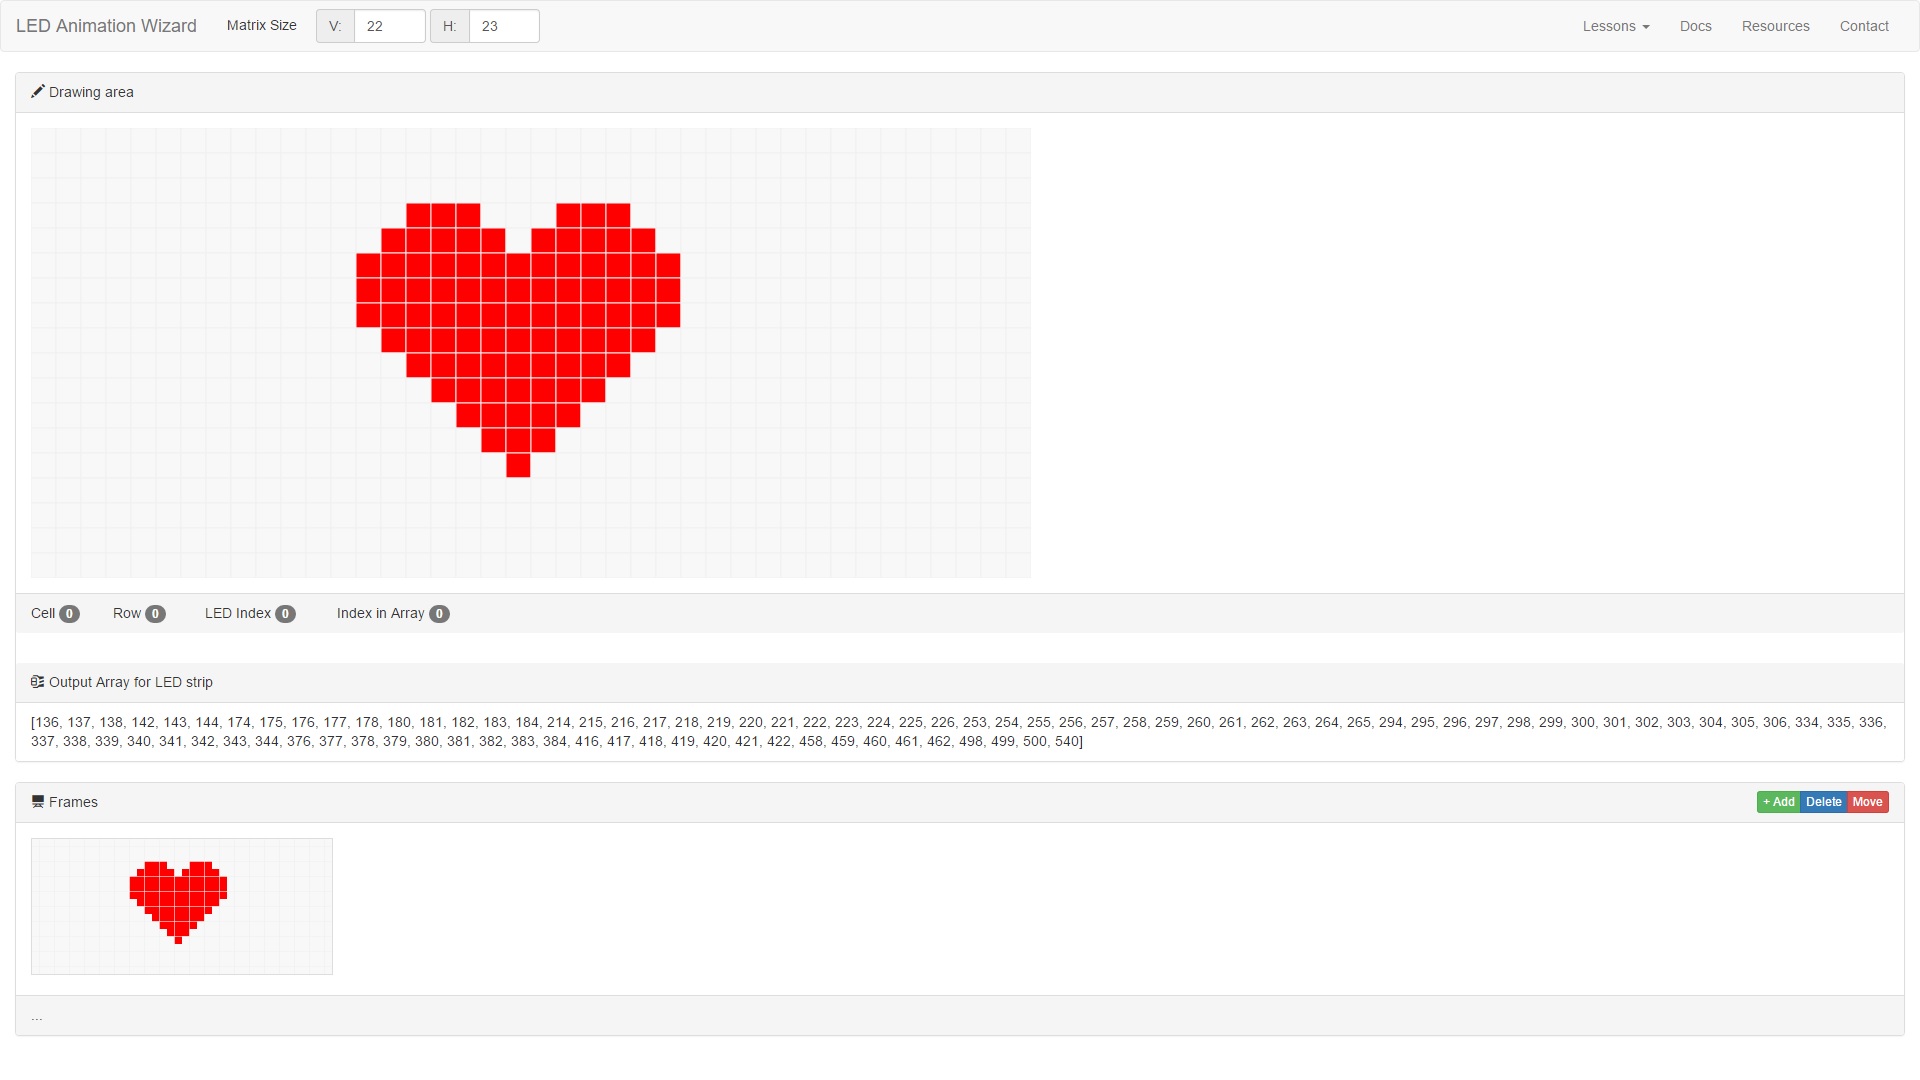 LED Animation Wizard Matrix Size V: 22 H: 23 Lessons Docs Resources Contact
Drawing area
Cell 0 Row 0 LED Index 0 Index in Array 0
Output Array for LED strip
[136, 137, 138, 142, 143, 144, 174, 175, 176, 177, 178, 180, 181, 182, 183, 184, 214, 215, 216, 217, 218, 219, 220, 221, 222, 223, 224, 225, 226, 253, 254, 255, 256, 257, 258, 259, 260, 261, 262, 263, 264, 265, 294, 295, 296, 297, 298, 299, 300, 301, 302, 303, 304, 305, 306, 334, 335, 336,
337, 338, 339, 340, 341, 342, 343, 344, 376, 377, 378, 379, 380, 381, 382, 383, 384, 416, 417, 418, 419, 420, 421, 422, 458, 459, 460, 461, 462, 498, 499, 500, 540]
Frames + Add Delete Move
...